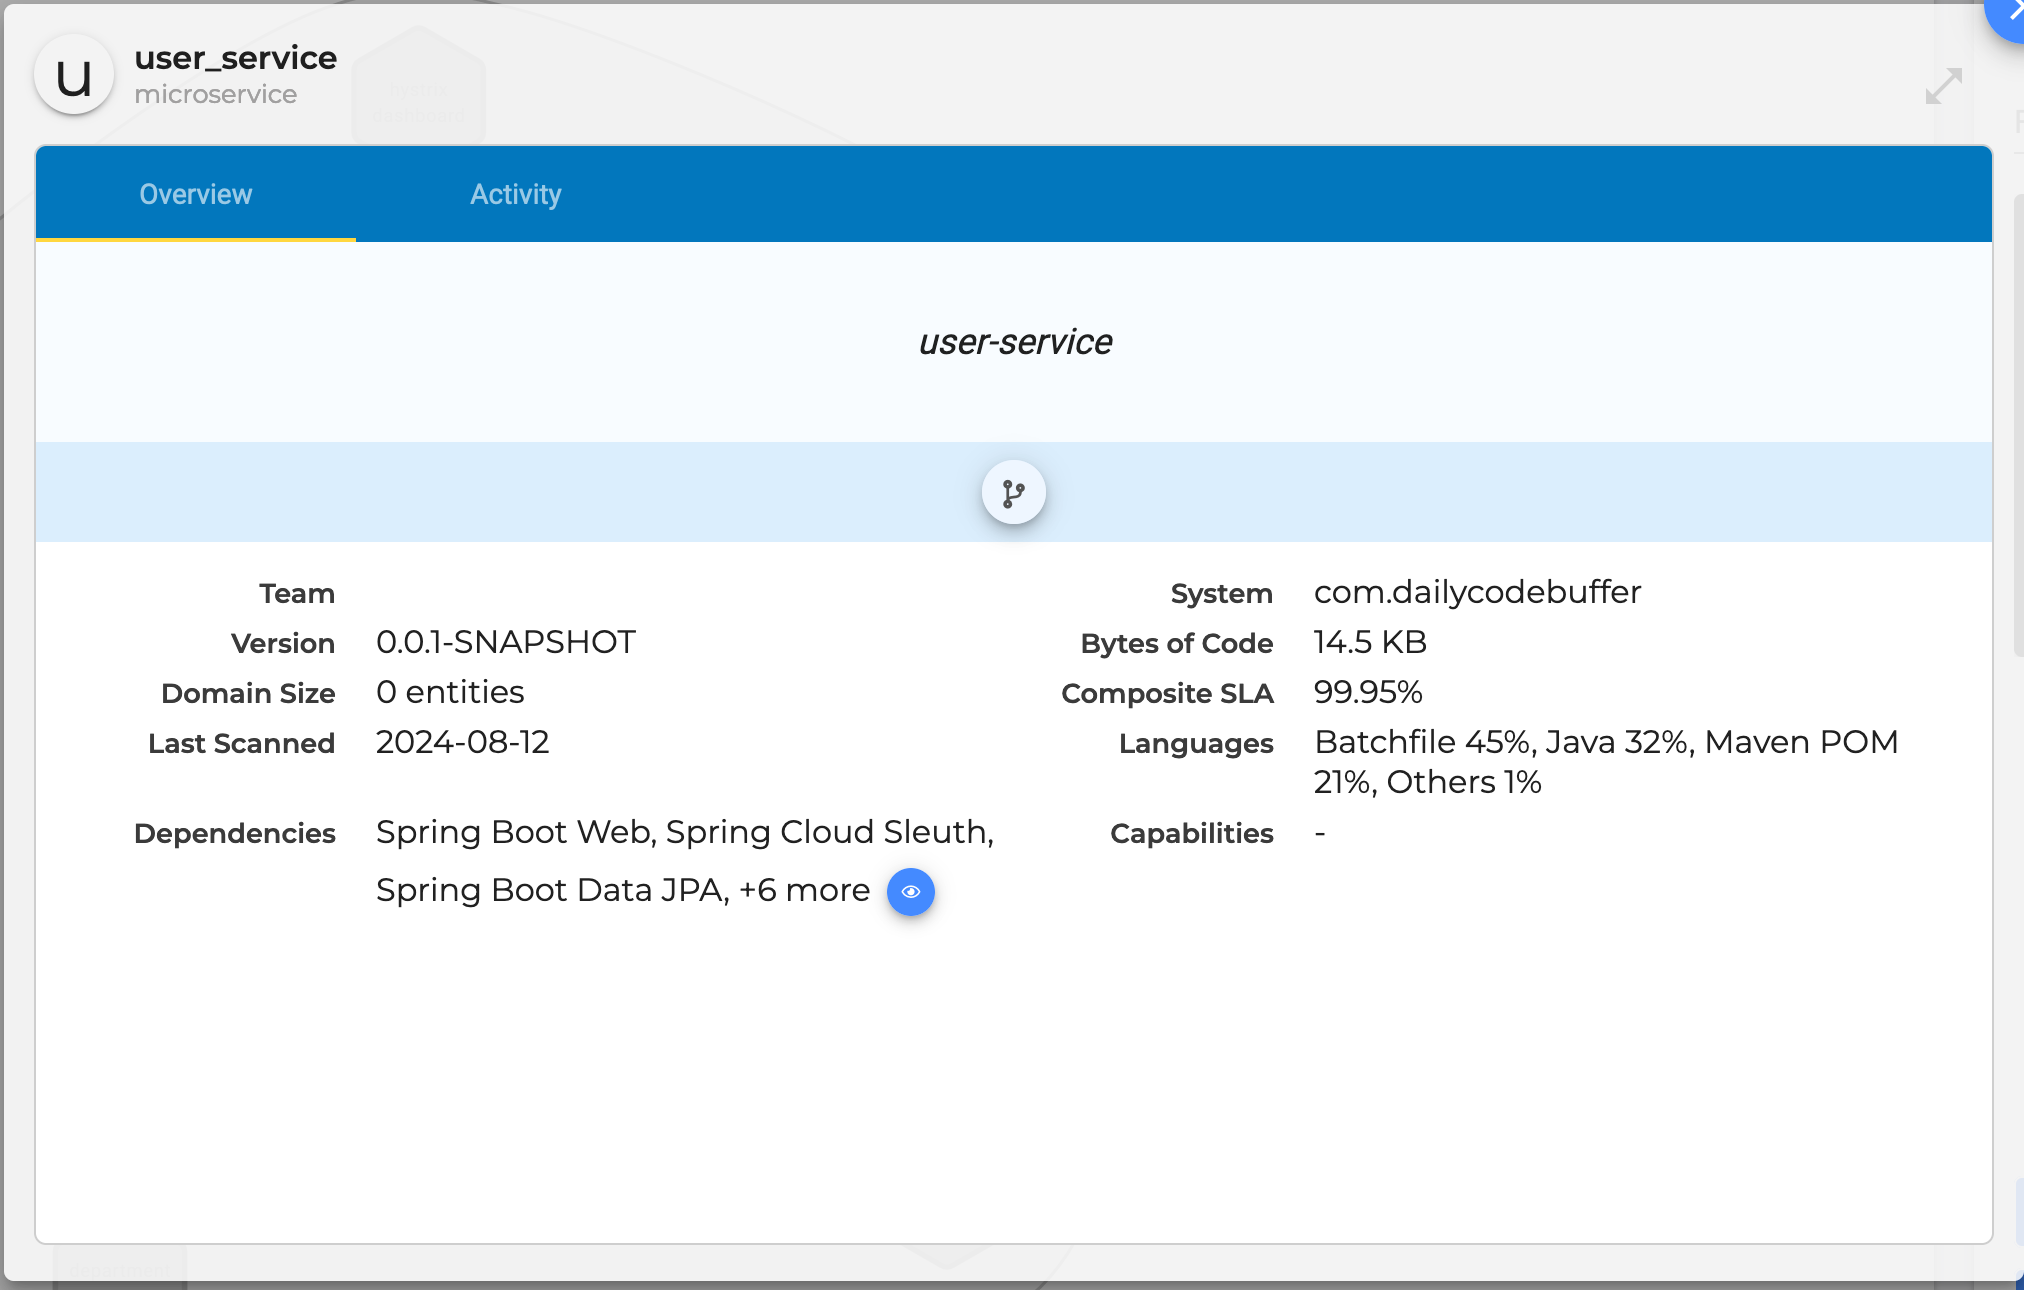 u
user_service
microservice
Overview
Activity
user-service
Team
System
com.dailycodebuffer
Version
0.0.1-SNAPSHOT
Bytes of Code
14.5 KB
Domain Size
0 entities
Composite SLA
99.95%
Last Scanned
2024-08-12
Languages
Batchfile 45%, Java 32%, Maven POM
21%, Others 1%
Dependencies
Spring Boot Web, Spring Cloud Sleuth,
Spring Boot Data JPA, +6 more
Capabilities
-